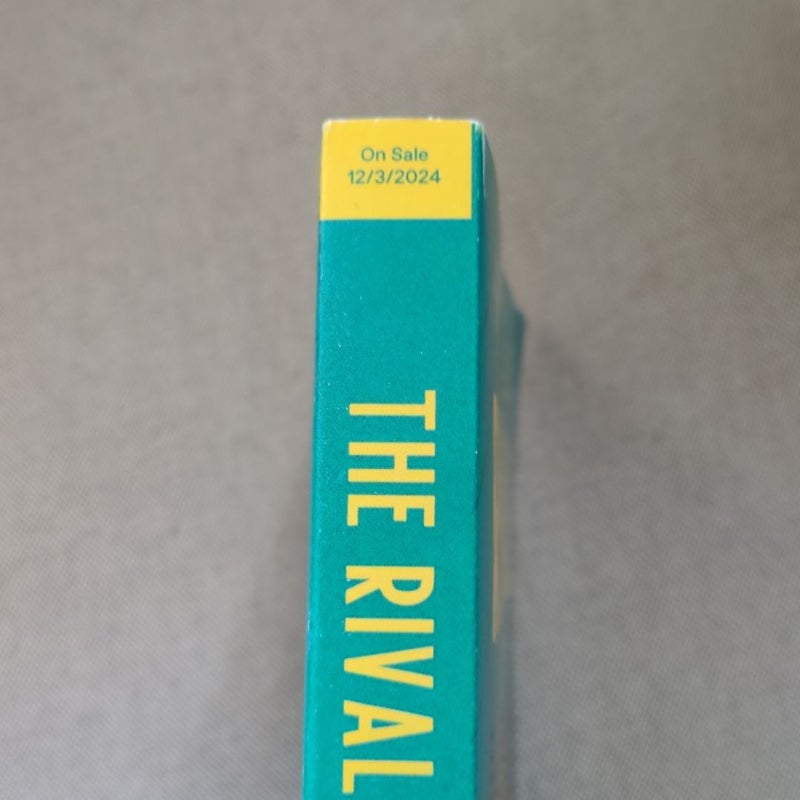 On Sale
12/3/2024
THE RIVAL